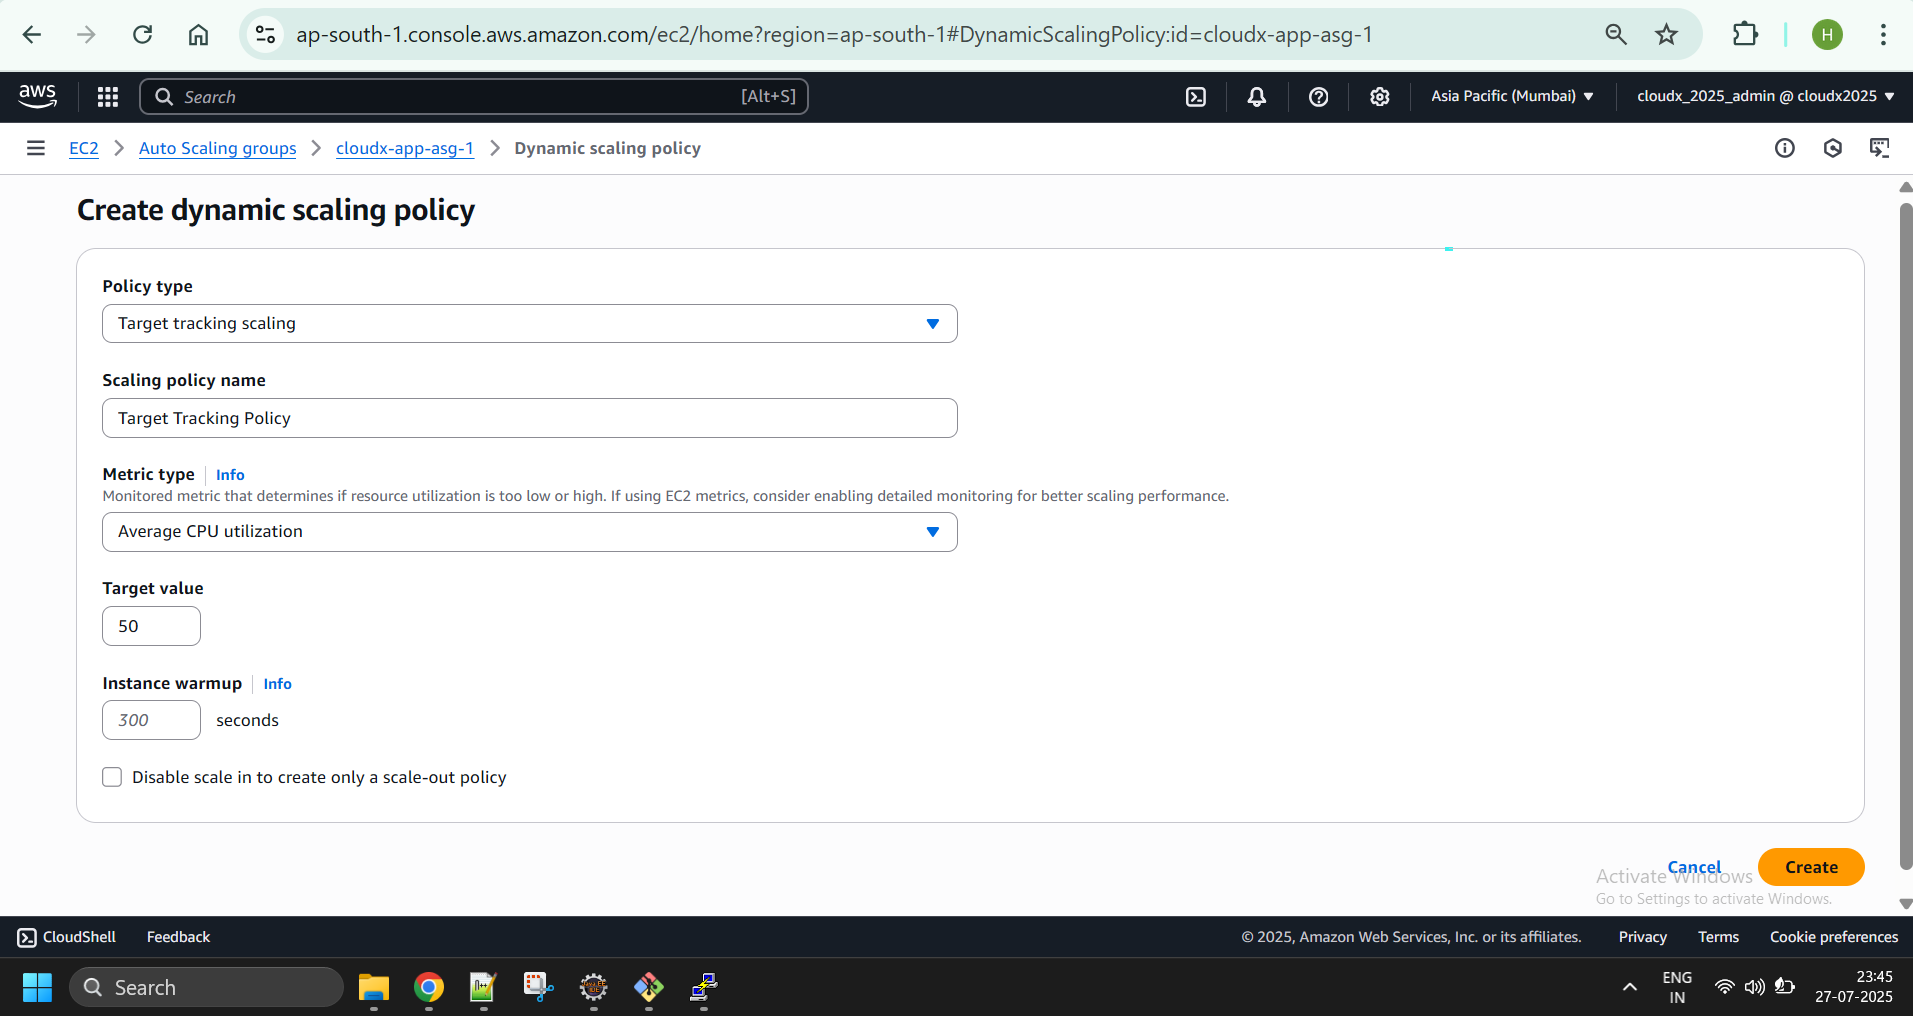 ap-south-1.console.aws.amazon.com/ec2/home?region=ap-south-1#DynamicScalingPolicy:id=cloudx-app-asg-1
H
aws
Search [Alt+S]
Asia Pacific (Mumbai)
cloudx_2025_admin @ cloudx2025
EC2 > Auto Scaling groups > cloudx-app-asg-1 > Dynamic scaling policy
Create dynamic scaling policy
Policy type
Target tracking scaling
Scaling policy name
Target Tracking Policy
Metric type Info
Monitored metric that determines if resource utilization is too low or high. If using EC2 metrics, consider enabling detailed monitoring for better scaling performance.
Average CPU utilization
Target value
50
Instance warmup Info
300 seconds
Disable scale in to create only a scale-out policy
Cancel Create
Activate Windows
Go to Settings to activate Windows.
CloudShell Feedback © 2025, Amazon Web Services, Inc. or its affiliates. Privacy Terms Cookie preferences
Search
ENG
IN
23:45
27-07-2025